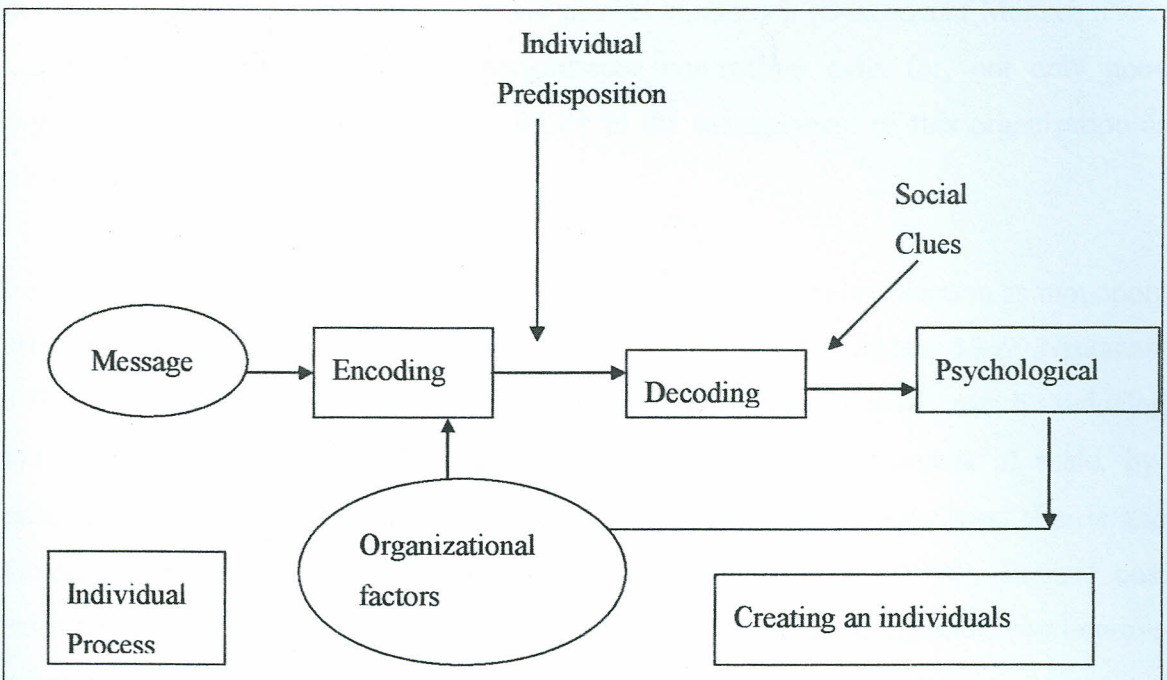 Individual
Predisposition
Social
Clues
Message
Encoding
Decoding
Psychological
Organizational
factors
Individual
Process
Creating an individuals